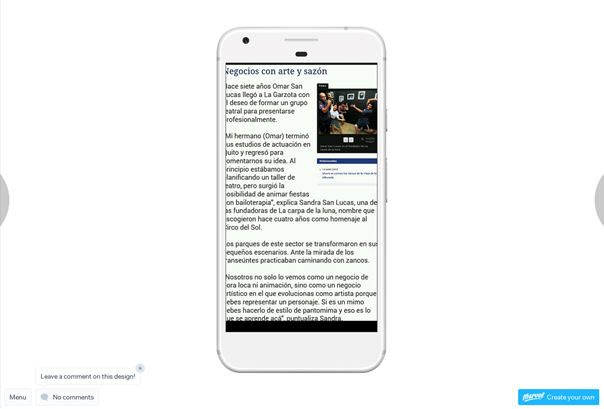 Negocios con arte y sazón
ace siete años Omar San
ucas llegó a La Garzota con
l deseo de formar un grupo
eatral para presentarse
rofesionalmente.
Mi hermano (Omar) terminó
us estudios de actuación en
uito y regresó para
omentarnos su idea. Al
rincipio estábamos
lanificando un taller de
eatro, pero surgió la
osibilidad de animar fiestas
on bailoterapia”, explica Sandra San Lucas, una de
as fundadoras de La carpa de la luna, nombre que
scogieron hace cuatro años como homenaje al
irco del Sol.
os parques de este sector se transformaron en sus
equeños escenarios. Ante la mirada de los
ranseúntes practicaban caminando con zancos.
Nosotros no solo lo vemos como un negocio de
ora loca ni animación, sino como un negocio
rtístico en el que evolucionas como artista porque
ebes representar un personaje. Si es un mimo
ebes hacerlo de estilo de pantomima y eso es lo
ue se aprende acá”, puntualiza Sandra.
Leave a comment on this design!
Menu
No comments
Marvel Create your own